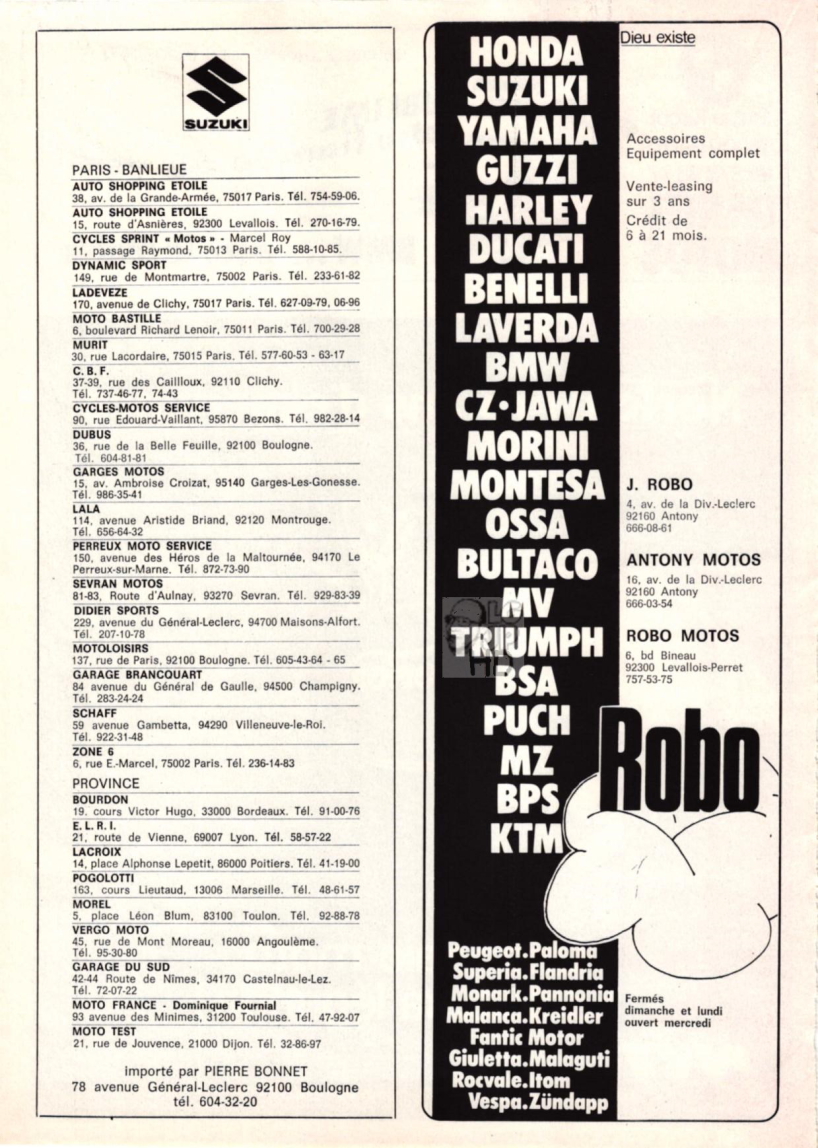 SUZUKI
PARIS - BANLIEUE
AUTO SHOPPING ETOILE
38, av. de la Grande-Armée, 75017 Paris. Tél. 754-59-06.
AUTO SHOPPING ETOILE
15, route d'Asnières, 92300 Levallois. Tél. 270-16-79.
CYCLES SPRINT « Motos » - Marcel Roy
11, passage Raymond, 75013 Paris. Tél. 588-10-85.
DYNAMIC SPORT
149, rue de Montmartre, 75002 Paris. Tél. 233-61-82
LADEVEZE
170, avenue de Clichy, 75017 Paris. Tél. 627-09-79, 06-96
MOTO BASTILLE
6, boulevard Richard Lenoir, 75011 Paris. Tél. 700-29-28
MURIT
30, rue Lacordaire, 75015 Paris. Tél. 577-60-53 - 63-17
C. B. F.
37-39, rue des Caillloux, 92110 Clichy.
Tél. 737-46-77, 74-43
CYCLES-MOTOS SERVICE
90, rue Edouard-Vaillant, 95870 Bezons. Tél. 982-28-14
DUBUS
36, rue de la Belle Feuille, 92100 Boulogne.
Tél. 604-81-81
GARGES MOTOS
15, av. Ambroise Croizat, 95140 Garges-Les-Gonesse.
Tél. 986-35-41
LALA
114, avenue Aristide Briand, 92120 Montrouge.
Tél. 656-64-32
PERREUX MOTO SERVICE
150, avenue des Héros de la Maltournée, 94170 Le
Perreux-sur-Marne. Tél. 872-73-90
SEVRAN MOTOS
81-83, Route d'Aulnay, 93270 Sevran. Tél. 929-83-39
DIDIER SPORTS
229, avenue du Général-Leclerc, 94700 Maisons-Alfort.
Tél. 207-10-78
MOTOLOISIRS
137, rue de Paris, 92100 Boulogne. Tél. 605-43-64 - 65
GARAGE BRANCOUART
84 avenue du Général de Gaulle, 94500 Champigny.
Tél. 283-24-24
SCHAFF
59 avenue Gambetta, 94290 Villeneuve-le-Roi.
Tél. 922-31-48
ZONE 6
6, rue E.-Marcel, 75002 Paris. Tél. 236-14-83
PROVINCE
BOURDON
19. cours Victor Hugo, 33000 Bordeaux. Tél. 91-00-76
E. L. R. I.
21, route de Vienne, 69007 Lyon. Tél. 58-57-22
LACROIX
14, place Alphonse Lepetit, 86000 Poitiers. Tél. 41-19-00
POGOLOTTI
163, cours Lieutaud, 13006 Marseille. Tél. 48-61-57
MOREL
5, place Léon Blum, 83100 Toulon. Tél. 92-88-78
VERGO MOTO
45, rue de Mont Moreau, 16000 Angoulème.
Tél. 95-30-80
GARAGE DU SUD
42-44 Route de Nîmes, 34170 Castelnau-le-Lez.
Tél. 72-07-22
MOTO FRANCE - Dominique Fournial
93 avenue des Minimes, 31200 Toulouse. Tél. 47-92-07
MOTO TEST
21, rue de Jouvence, 21000 Dijon. Tél. 32-86-97
importé par PIERRE BONNET
78 avenue Général-Leclerc 92100 Boulogne
tél. 604-32-20
HONDA
SUZUKI
YAMAHA
GUZZI
HARLEY
DUCATI
BENELLI
LAVERDA
BMW
CZ•JAWA
MORINI
MONTESA
OSSA
BULTACO
MV
TRIUMPH
BSA
PUCH
MZ
BPS
KTM
Peugeot.Paloma
Superia.Flandria
Monark.Pannonia
Malanca.Kreidler
Fantic Motor
Giuletta.Malaguti
Rocvale.Itom
Vespa.Zündapp
Dieu existe
Accessoires
Equipement complet
Vente-leasing
sur 3 ans
Crédit de
6 à 21 mois.
J. ROBO
4, av. de la Div.-Leclerc
92160 Antony
666-08-61
ANTONY MOTOS
16, av. de la Div.-Leclerc
92160 Antony
666-03-54
ROBO MOTOS
6, bd Bineau
92300 Levallois-Perret
757-53-75
Robo
Fermés
dimanche et lundi
ouvert mercredi